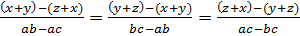 (x+y)−(z+x)/ab−ac = (y+z)−(x+y)/bc−ab = (z+x)−(y+z)/ac−bc